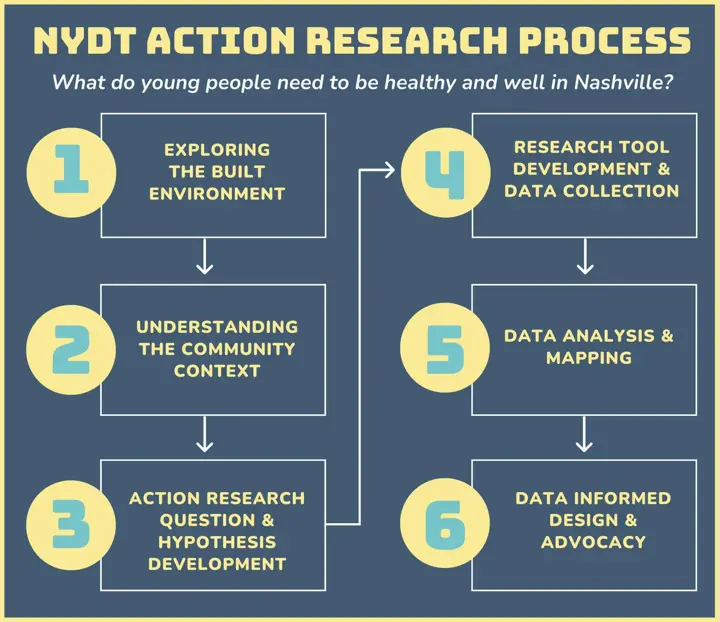 NYDT ACTION RESEARCH PROCESS
What do young people need to be healthy and well in Nashville?
1
EXPLORING
THE BUILT
ENVIRONMENT
2
UNDERSTANDING
THE COMMUNITY
CONTEXT
3
ACTION RESEARCH
QUESTION &
HYPOTHESIS
DEVELOPMENT
4
RESEARCH TOOL
DEVELOPMENT &
DATA COLLECTION
5
DATA ANALYSIS &
MAPPING
6
DATA INFORMED
DESIGN &
ADVOCACY